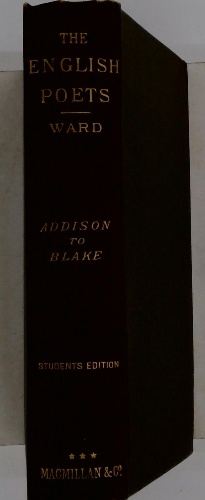 THE
ENGLISH
POETS
WARD
ADDISON
TO
BLAKE
STUDENTS EDITION
MACMILLAN & Co.